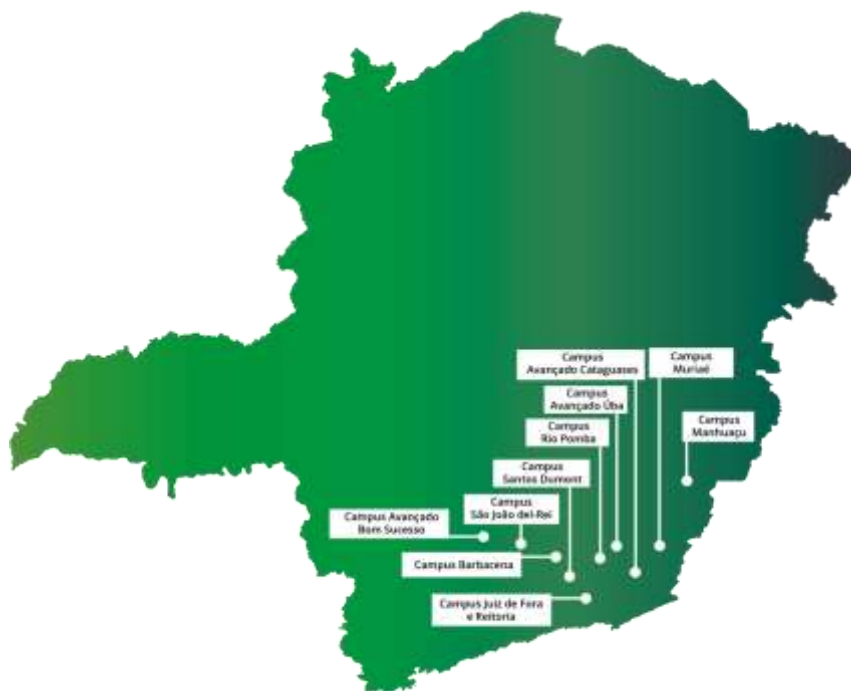 Campus
Avançado Cataguases
Campus
Muriaé
Campus
Avançado Úba
Campus
Manhuaçu
Campus
Rio Pomba
Campus
Santos Dumont
Campus
São João del-Rei
Campus Avançado
Bom Sucesso
Campus Barbacena
Campus Juiz de Fora
e Reitoria